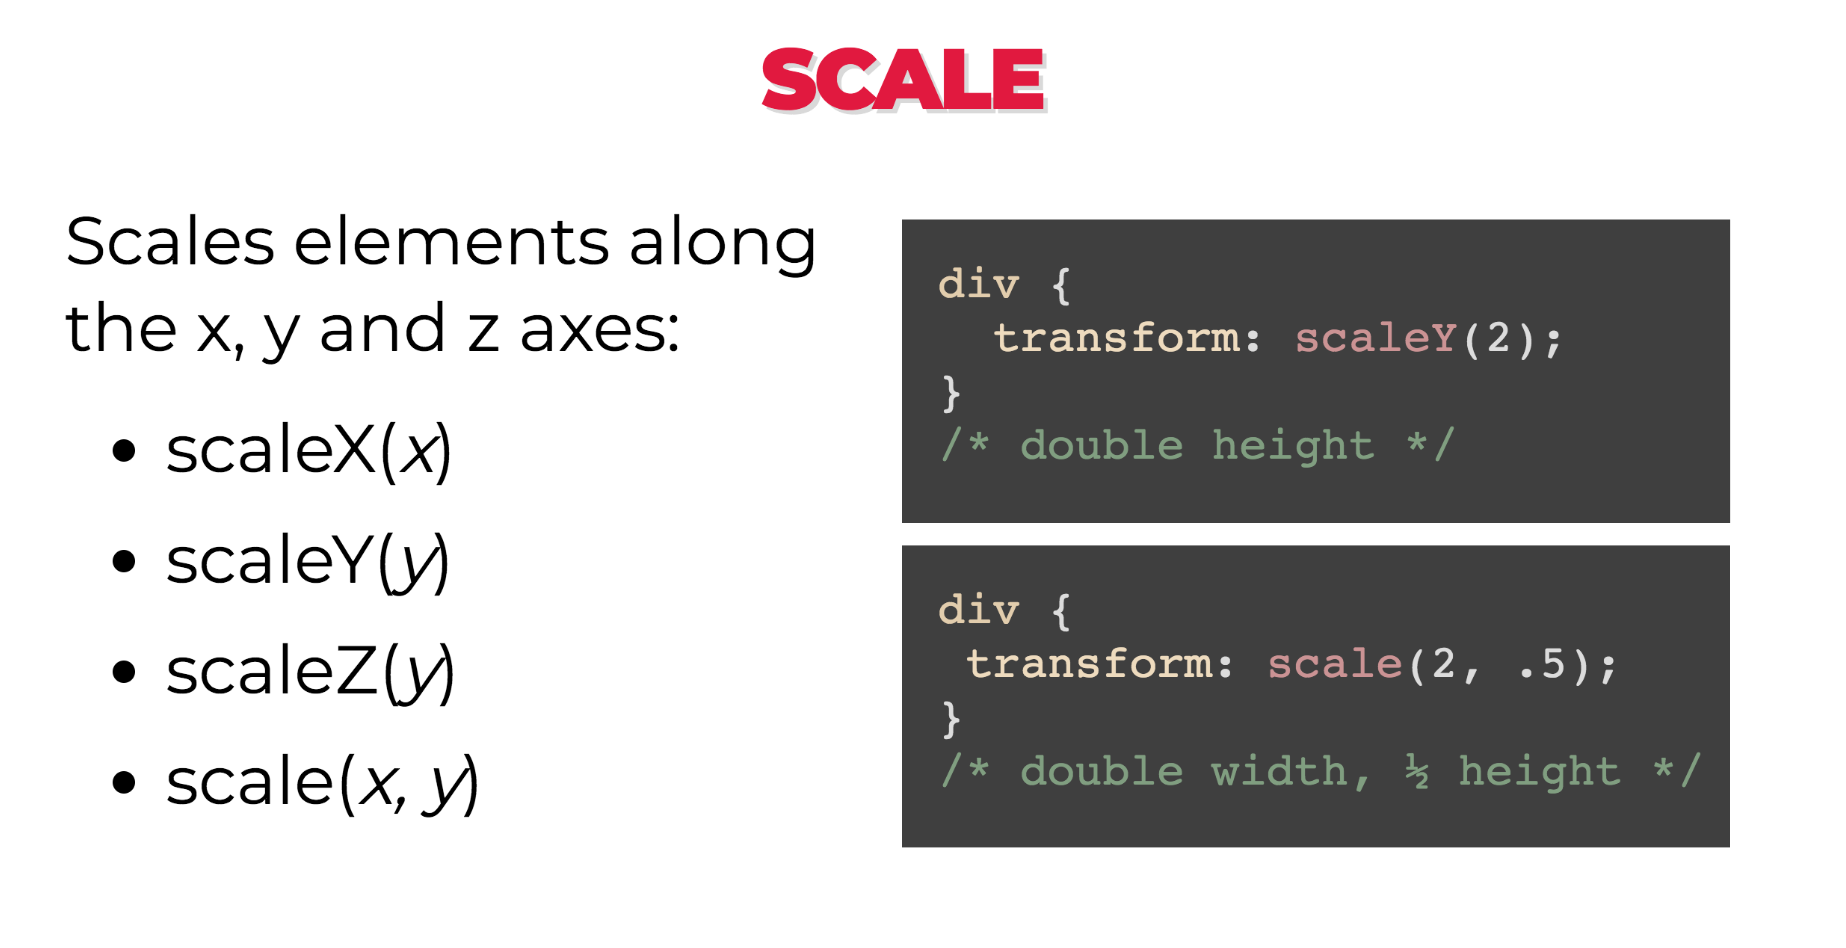 SCALE
Scales elements along
the x, y and z axes:
• scaleX(x)
• scaleY(y)
• scaleZ(y)
• scale(x, y)
div {
  transform: scaleY(2);
}
/* double height */
div {
 transform: scale(2, .5);
}
/* double width, ½ height */